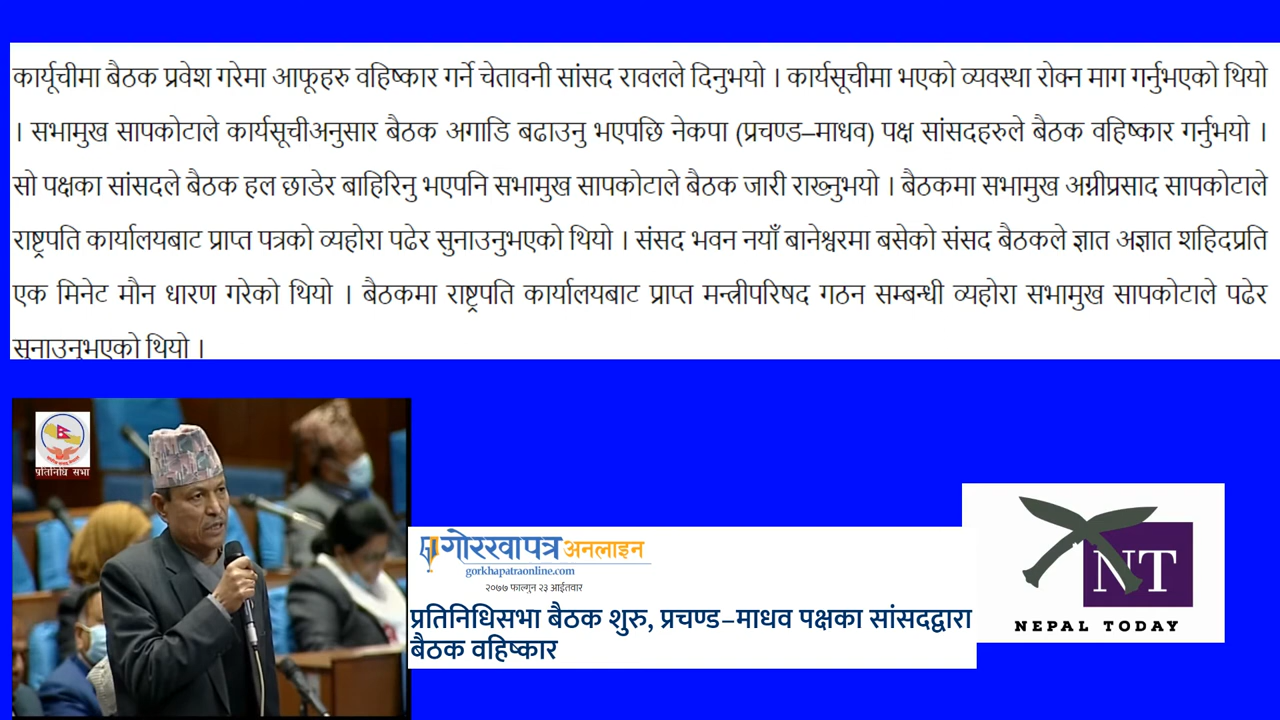 कार्यूचीमा बैठक प्रवेश गरेमा आफूहरु वहिष्कार गर्ने चेतावनी सांसद रावलले दिनुभयो । कार्यसूचीमा भएको व्यवस्था रोक्न माग गर्नुभएको थियो
। सभामुख सापकोटाले कार्यसूचीअनुसार बैठक अगाडि बढाउनु भएपछि नेकपा (प्रचण्ड–माधव) पक्ष सांसदहरुले बैठक वहिष्कार गर्नुभयो ।
सो पक्षका सांसदले बैठक हल छाडेर बाहिरिनु भएपनि सभामुख सापकोटाले बैठक जारी राख्नुभयो । बैठकमा सभामुख अग्नीप्रसाद सापकोटाले
राष्ट्रपति कार्यालयबाट प्राप्त पत्रको व्यहोरा पढेर सुनाउनुभएको थियो । संसद भवन नयाँ बानेश्वरमा बसेको संसद बैठकले ज्ञात अज्ञात शहिदप्रति
एक मिनेट मौन धारण गरेको थियो । बैठकमा राष्ट्रपति कार्यालयबाट प्राप्त मन्त्रीपरिषद गठन सम्बन्धी व्यहोरा सभामुख सापकोटाले पढेर
सुनाउनुभएको थियो ।
प्रतिनिधि सभा
गोरखापत्र अनलाइन
gorkhapatraonline.com
२०७७ फाल्गुन २३ आईतवार
प्रतिनिधिसभा बैठक शुरु, प्रचण्ड–माधव पक्षका सांसदद्वारा
बैठक वहिष्कार
NT
NEPAL TODAY